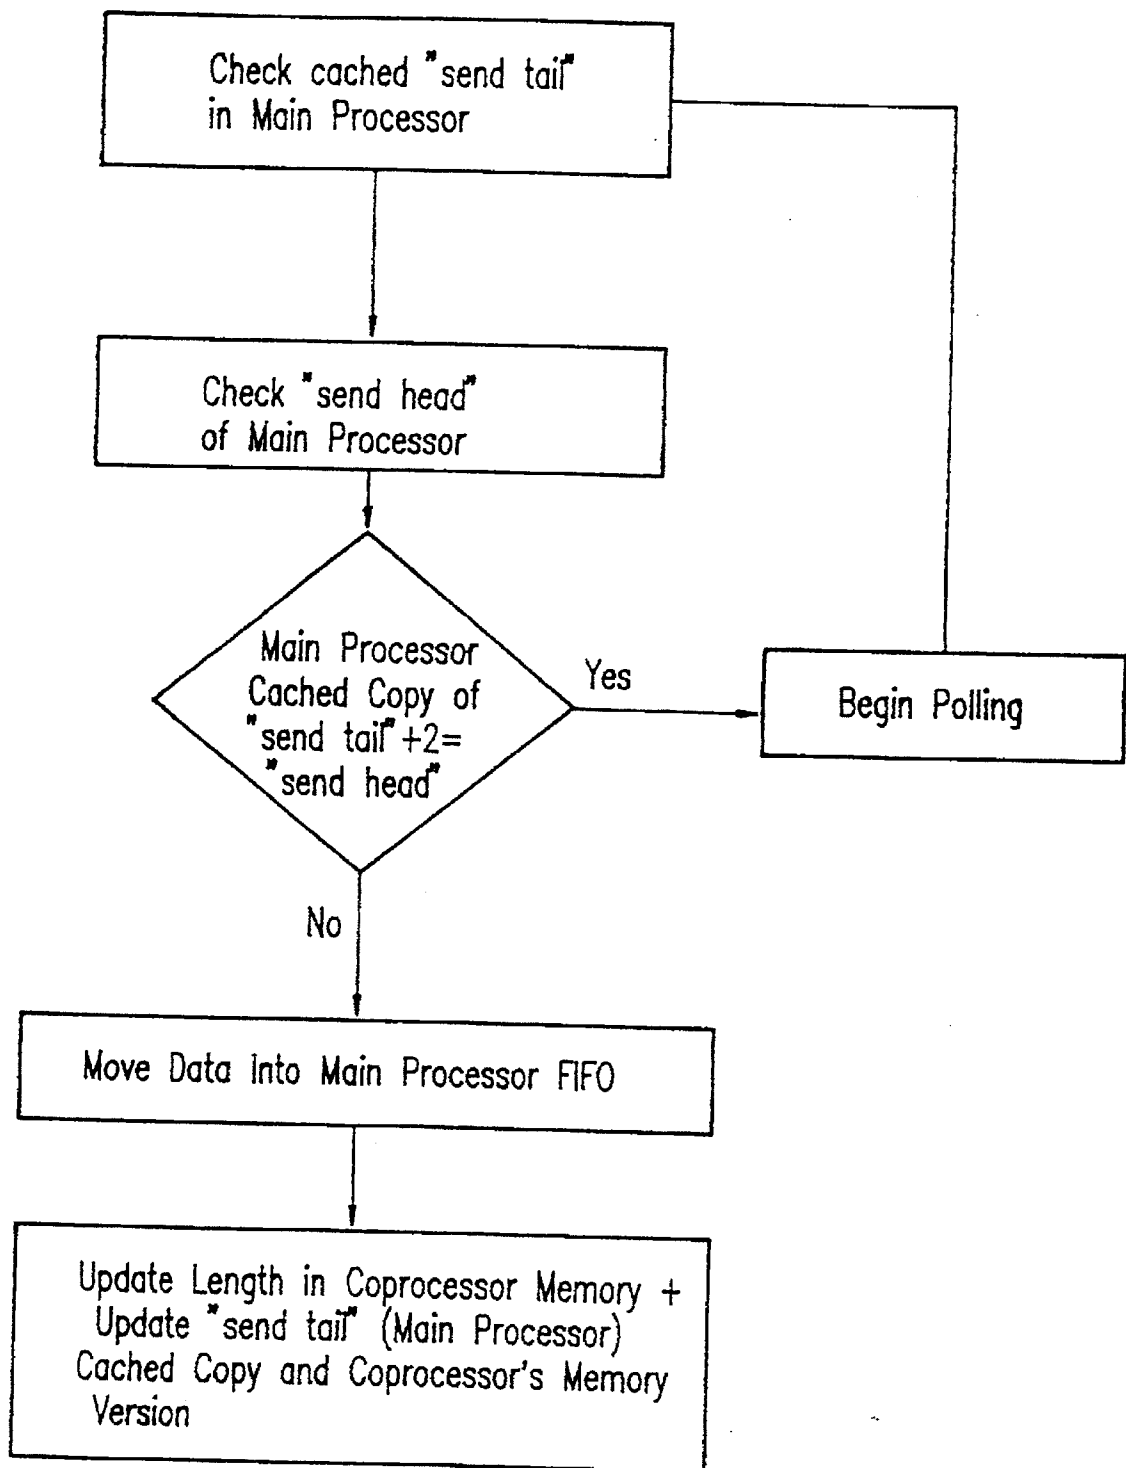 Check cached "send tail"
in Main Processor
Check "send head"
of Main Processor
Main Processor
Cached Copy of
"send tail"+2=
"send head"
Yes
Begin Polling
No
Move Data into Main Processor FIFO
Update Length in Coprocessor Memory +
Update "send tail" (Main Processor)
Cached Copy and Coprocessor's Memory
Version